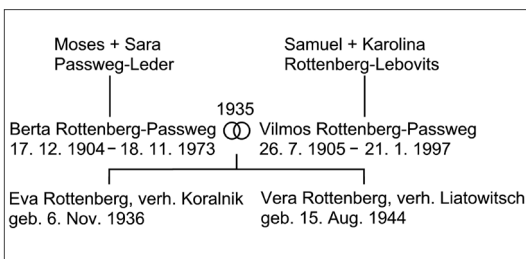 Moses + Sara
Passweg-Leder
Samuel + Karolina
Rottenberg-Lebovits
1935
Berta Rottenberg-Passweg
17. 12. 1904 – 18. 11. 1973
Vilmos Rottenberg-Passweg
26. 7. 1905 – 21. 1. 1997
Eva Rottenberg, verh. Koralnik
geb. 6. Nov. 1936
Vera Rottenberg, verh. Liatowitsch
geb. 15. Aug. 1944